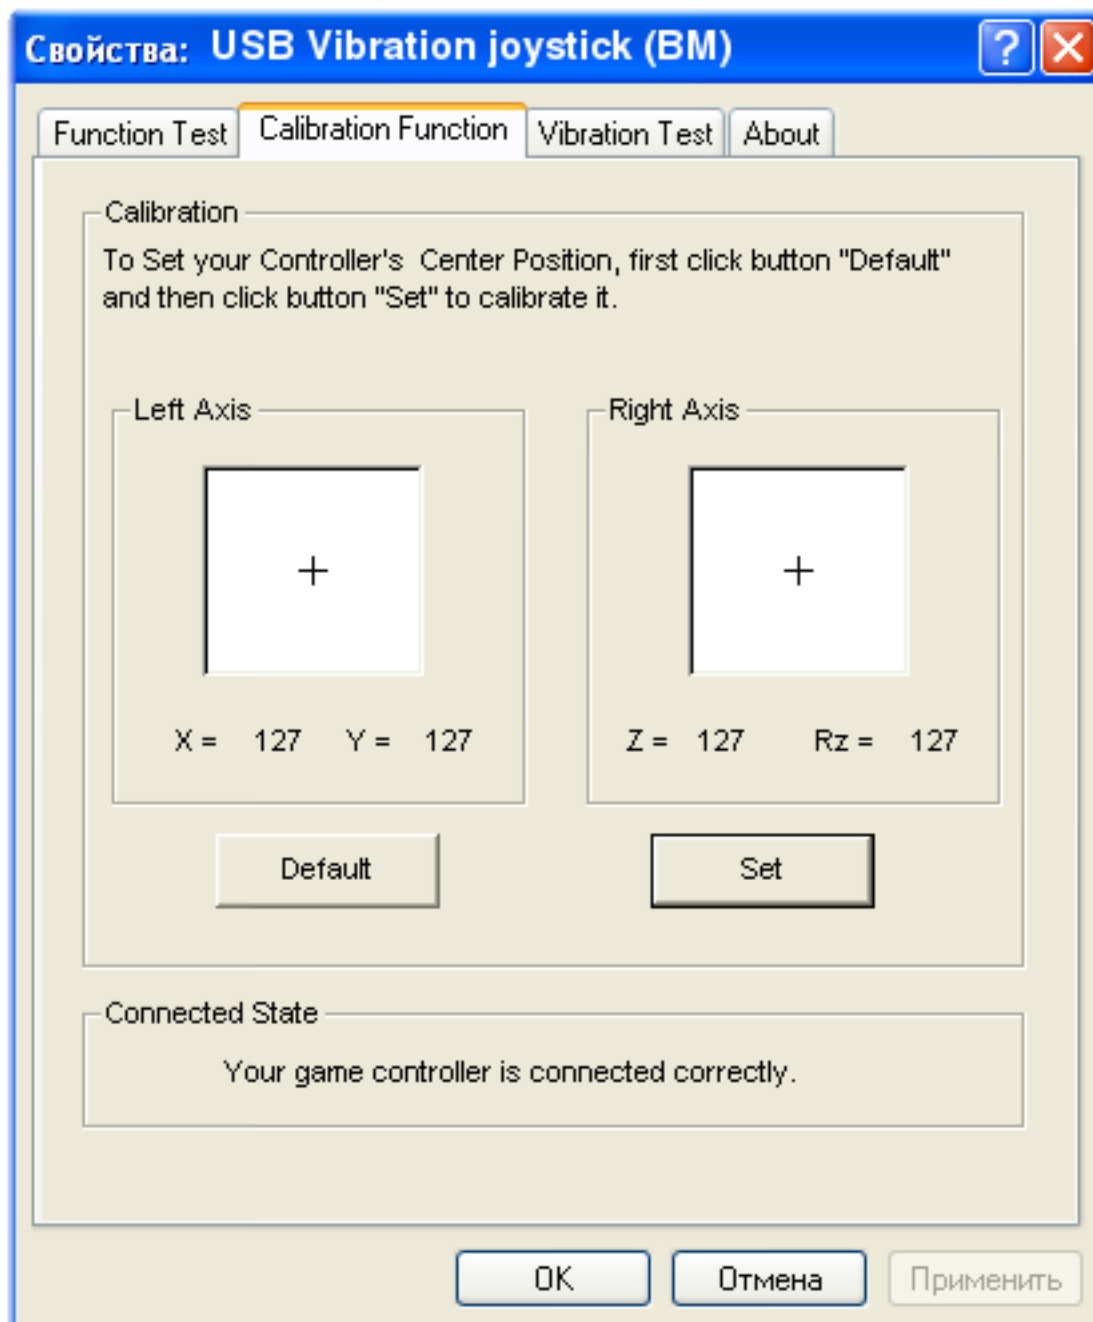 Свойства: USB Vibration joystick (BM)
Function Test Calibration Function Vibration Test About
Calibration
To Set your Controller's Center Position, first click button "Default"
and then click button "Set" to calibrate it.
Left Axis Right Axis
X = 127 Y = 127 Z = 127 Rz = 127
Default Set
Connected State
Your game controller is connected correctly.
OK Отмена Применить